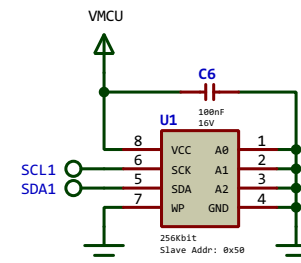 VMCU
C6
100nF
16V
U1
8 VCC A0 1
SCL1 6 SCK A1 2
SDA1 5 SDA A2 3
7 WP GND 4
256Kbit
Slave Addr: 0x50